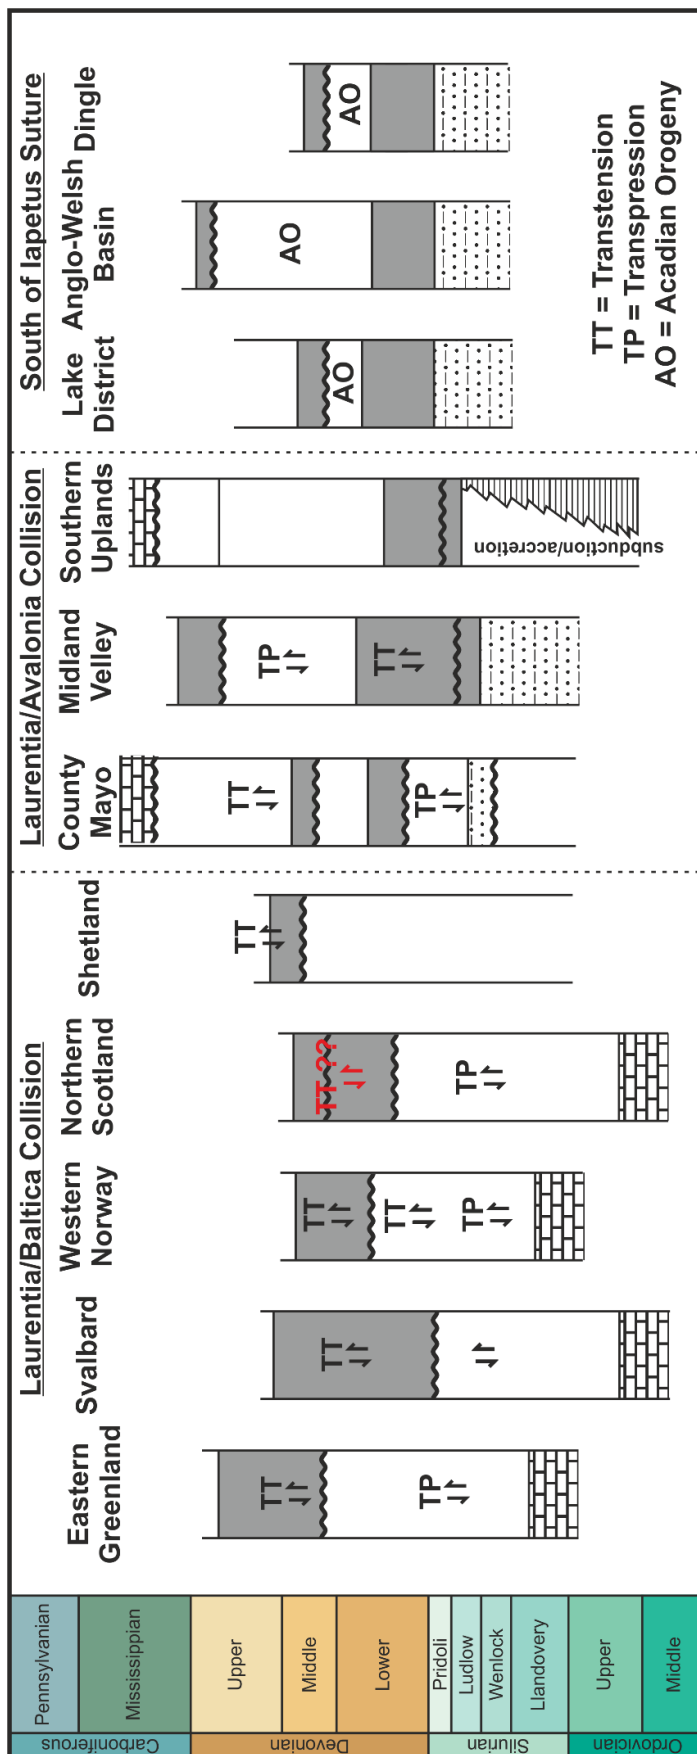 Laurentia/Baltica Collision
Laurentia/Avalonia Collision
South of Iapetus Suture
Eastern
Greenland
Svalbard
Western
Norway
Northern
Scotland
Shetland
County
Mayo
Midland
Velley
Southern
Uplands
Lake
District
Anglo-Welsh
Basin
Dingle
Carboniferous
Pennsylvanian
Mississippian
Devonian
Upper
Middle
Lower
Silurian
Pridoli
Ludlow
Wenlock
Llandovery
Ordovician
Upper
Middle
TT
TP
TT
TT
TT
TP
TT ??
TP
TT
TT
TP
TP
TT
subduction/accretion
AO
AO
AO
TT = Transtension
TP = Transpression
AO = Acadian Orogeny